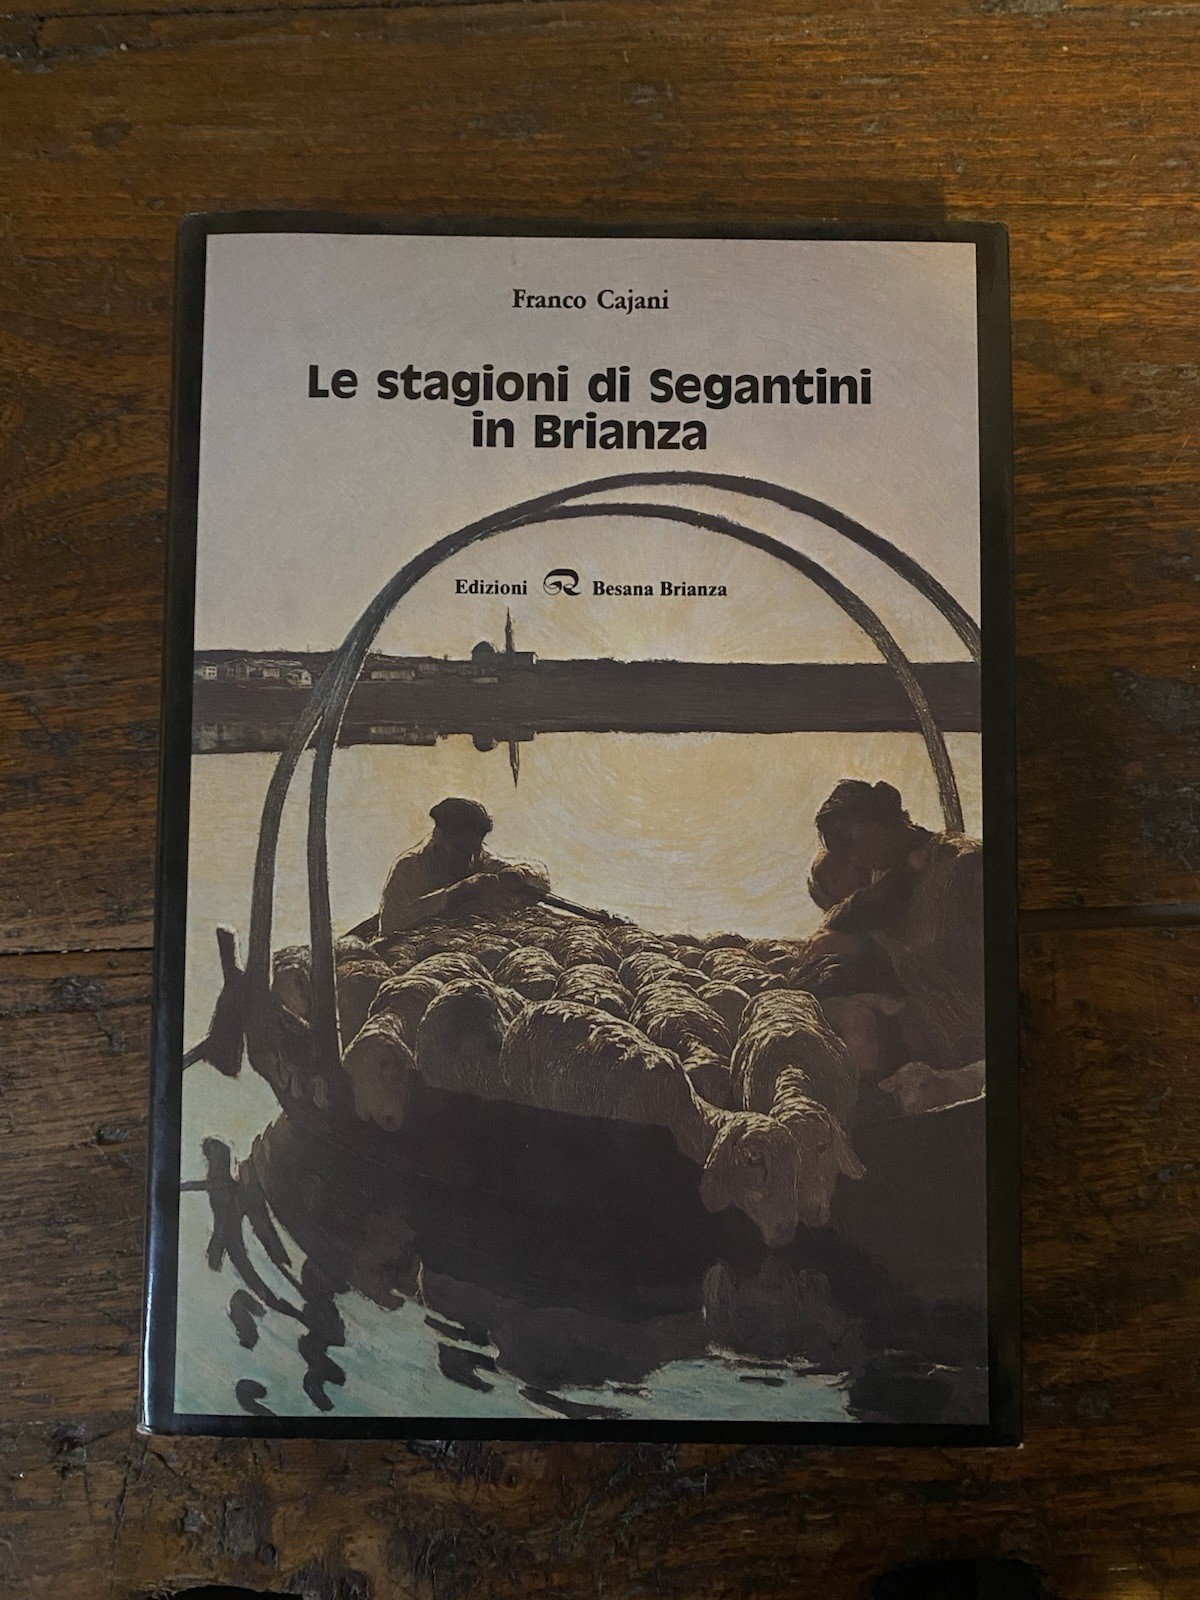 Franco Cajani
Le stagioni di Segantini
in Brianza
Edizioni Besana Brianza